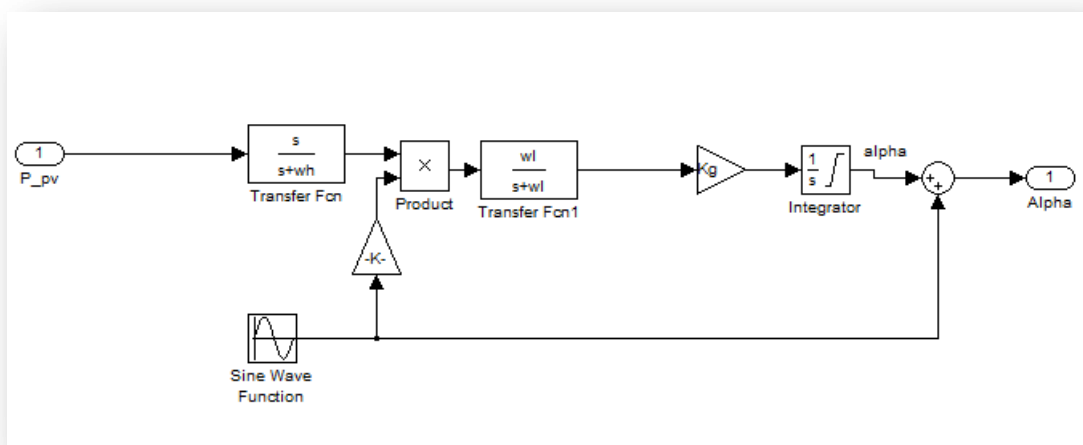 1
P_pv
s
s+wh
Transfer Fcn
×
Product
-K-
Sine Wave
Function
wl
s+wl
Transfer Fcn1
Kg
1
s
Integrator
alpha
+
+
1
Alpha